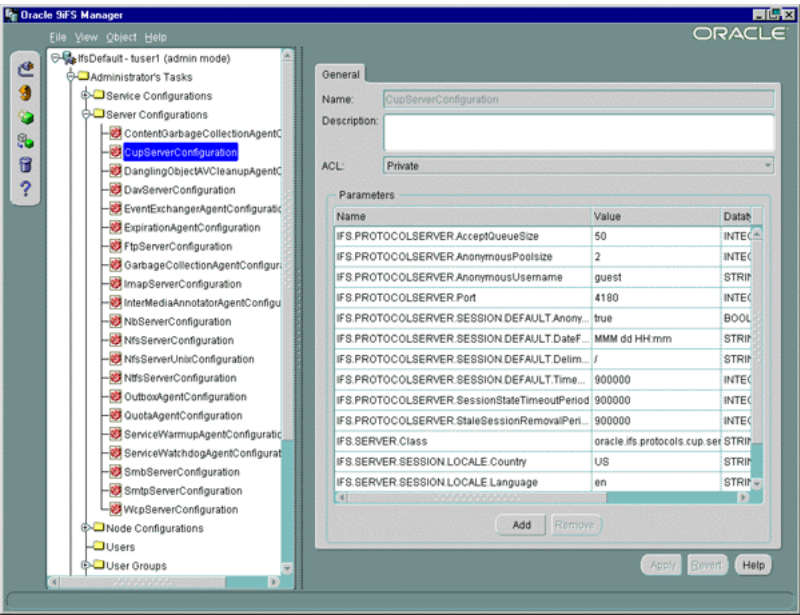 Oracle 9iFS Manager
File View Object Help
ORACLE
IfsDefault - tuser1 (admin mode)
Administrator's Tasks
Service Configurations
Server Configurations
ContentGarbageCollectionAgentC
CupServerConfiguration
DanglingObjectAVCleanupAgentC
DavServerConfiguration
EventExchangerAgentConfiguratic
ExpirationAgentConfiguration
FtpServerConfiguration
GarbageCollectionAgentConfigura
ImapServerConfiguration
InterMediaAnnotatorAgentConfigu
NbServerConfiguration
NfsServerConfiguration
NfsServerUnixConfiguration
NtfsServerConfiguration
OutboxAgentConfiguration
QuotaAgentConfiguration
ServiceWarmupAgentConfiguratic
ServiceWatchdogAgentConfigurat
SmbServerConfiguration
SmtpServerConfiguration
WcpServerConfiguration
Node Configurations
Users
User Groups
General
Name: CupServerConfiguration
Description:
ACL: Private
Parameters
Name Value Dataty
IFS.PROTOCOLSERVER.AcceptQueueSize 50 INTEG
IFS.PROTOCOLSERVER.AnonymousPoolsize 2 INTEG
IFS.PROTOCOLSERVER.AnonymousUsername guest STRIN
IFS.PROTOCOLSERVER.Port 4180 INTEG
IFS.PROTOCOLSERVER.SESSION.DEFAULT.Anony... true BOOL
IFS.PROTOCOLSERVER.SESSION.DEFAULT.DateF... MMM dd HH:mm STRIN
IFS.PROTOCOLSERVER.SESSION.DEFAULT.Delim... / STRIN
IFS.PROTOCOLSERVER.SESSION.DEFAULT.Time... 900000 INTEG
IFS.PROTOCOLSERVER.SessionStateTimeoutPeriod 900000 INTEG
IFS.PROTOCOLSERVER.StaleSessionRemovalPeri... 900000 INTEG
IFS.SERVER.Class oracle.ifs.protocols.cup.ser STRIN
IFS.SERVER.SESSION.LOCALE.Country US STRIN
IFS.SERVER.SESSION.LOCALE.Language en STRIN
Add Remove
Apply Revert Help